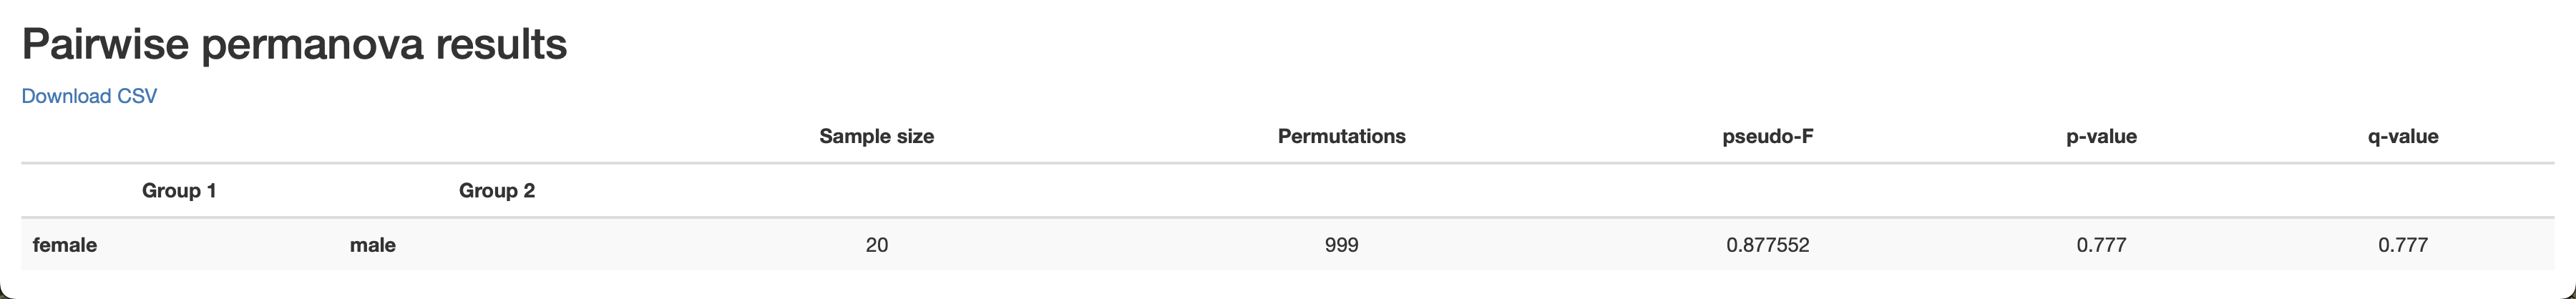 Pairwise permanova results
Download CSV
Sample size Permutations pseudo-F p-value q-value
Group 1 Group 2
female male 20 999 0.877552 0.777 0.777